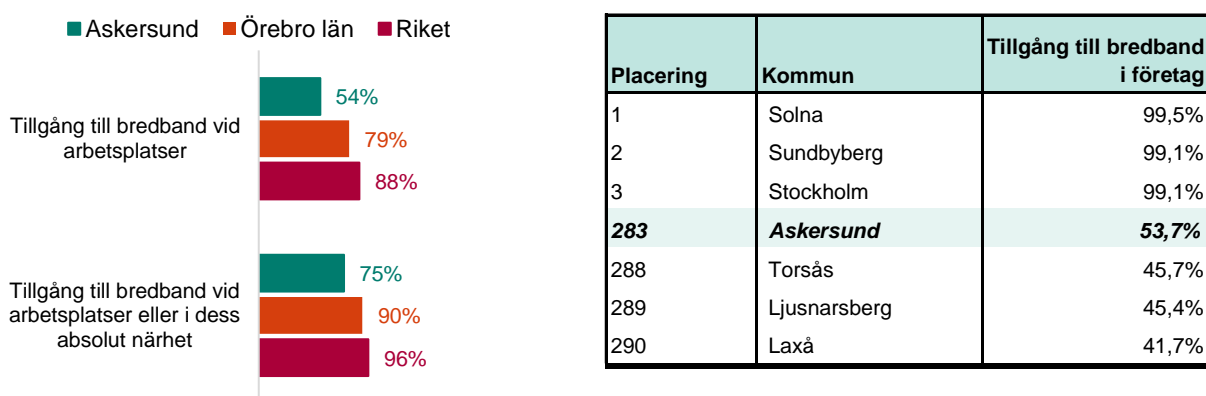 Askersund Örebro län Riket
Tillgång till bredband vid
arbetsplatser
54%
79%
88%
Tillgång till bredband vid
arbetsplatser eller i dess
absolut närhet
75%
90%
96%
Placering Kommun Tillgång till bredband
i företag
1 Solna 99,5%
2 Sundbyberg 99,1%
3 Stockholm 99,1%
283 Askersund 53,7%
288 Torsås 45,7%
289 Ljusnarsberg 45,4%
290 Laxå 41,7%